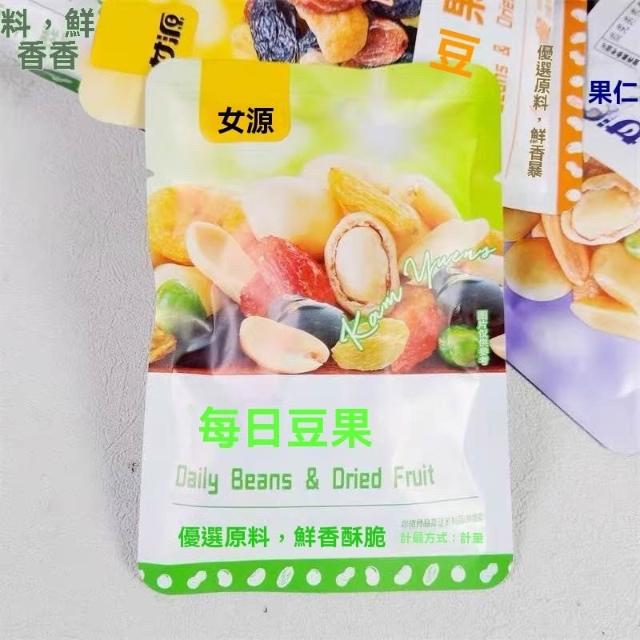 料，鮮
香香
豆
優選原料，鮮香暴
果仁
女源
Kam Yuens
每日豆果
Daily Beans & Dried Fruit
優選原料，鮮香酥脆
計量方式：計量